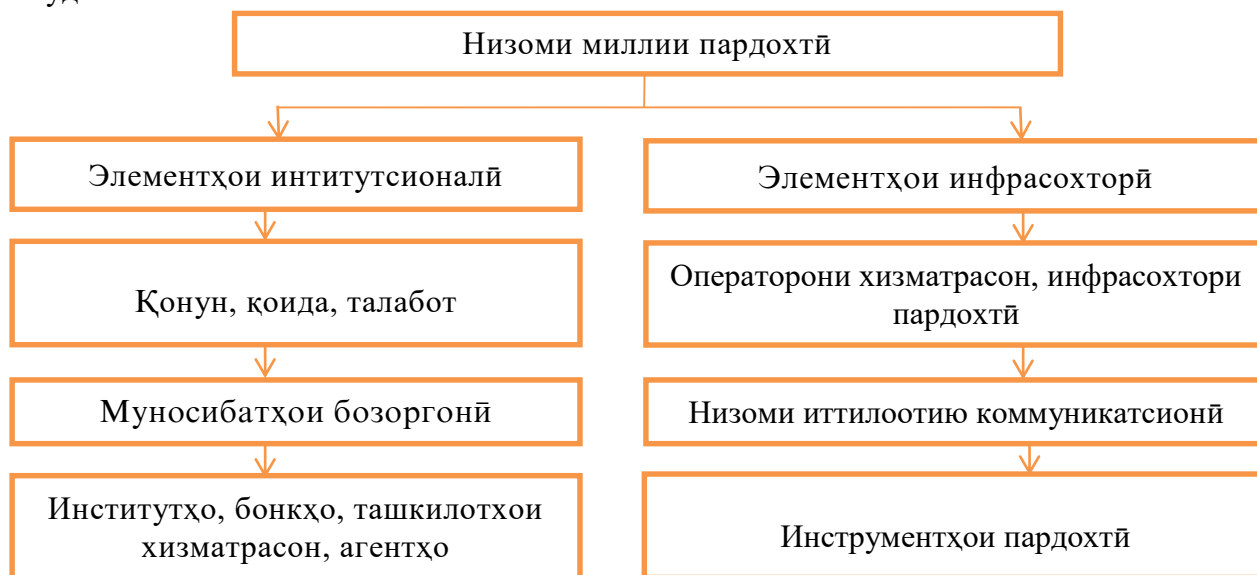 Низоми миллии пардохтӣ
Элементҳои интитутсионалӣ
Қонун, қоида, талабот
Муносибатҳои бозоргонӣ
Институтҳо, бонкҳо, ташкилотхои
хизматрасон, агентҳо
Элементҳои инфрасохторӣ
Операторони хизматрасон, инфрасохтори
пардохтӣ
Низоми иттилоотию коммуникатсионӣ
Инструментҳои пардохтӣ